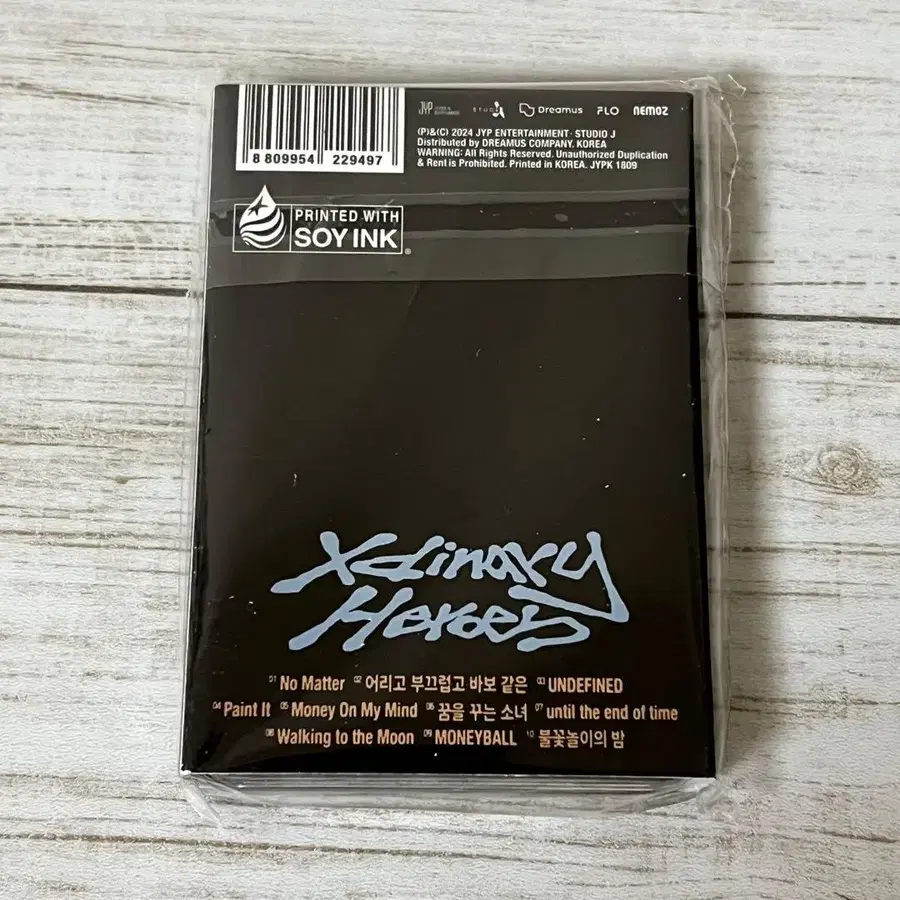 8 809954 229497
JYP STUDIO J Dreamus FLO NEMOZ
(P)&(C) 2024 JYP ENTERTAINMENT· STUDIO J
Distributed by DREAMUS COMPANY. KOREA
WARNING: All Rights Reserved. Unauthorized Duplication
& Rent is Prohibited. Printed in KOREA. JYPK 1809
PRINTED WITH
SOY INK®
Xdinary
Heroes
01 No Matter 02 어리고 부끄럽고 바보 같은 03 UNDEFINED
04 Paint It 05 Money On My Mind 06 꿈을 꾸는 소녀 07 until the end of time
08 Walking to the Moon 09 MONEYBALL 10 불꽃놀이의 밤